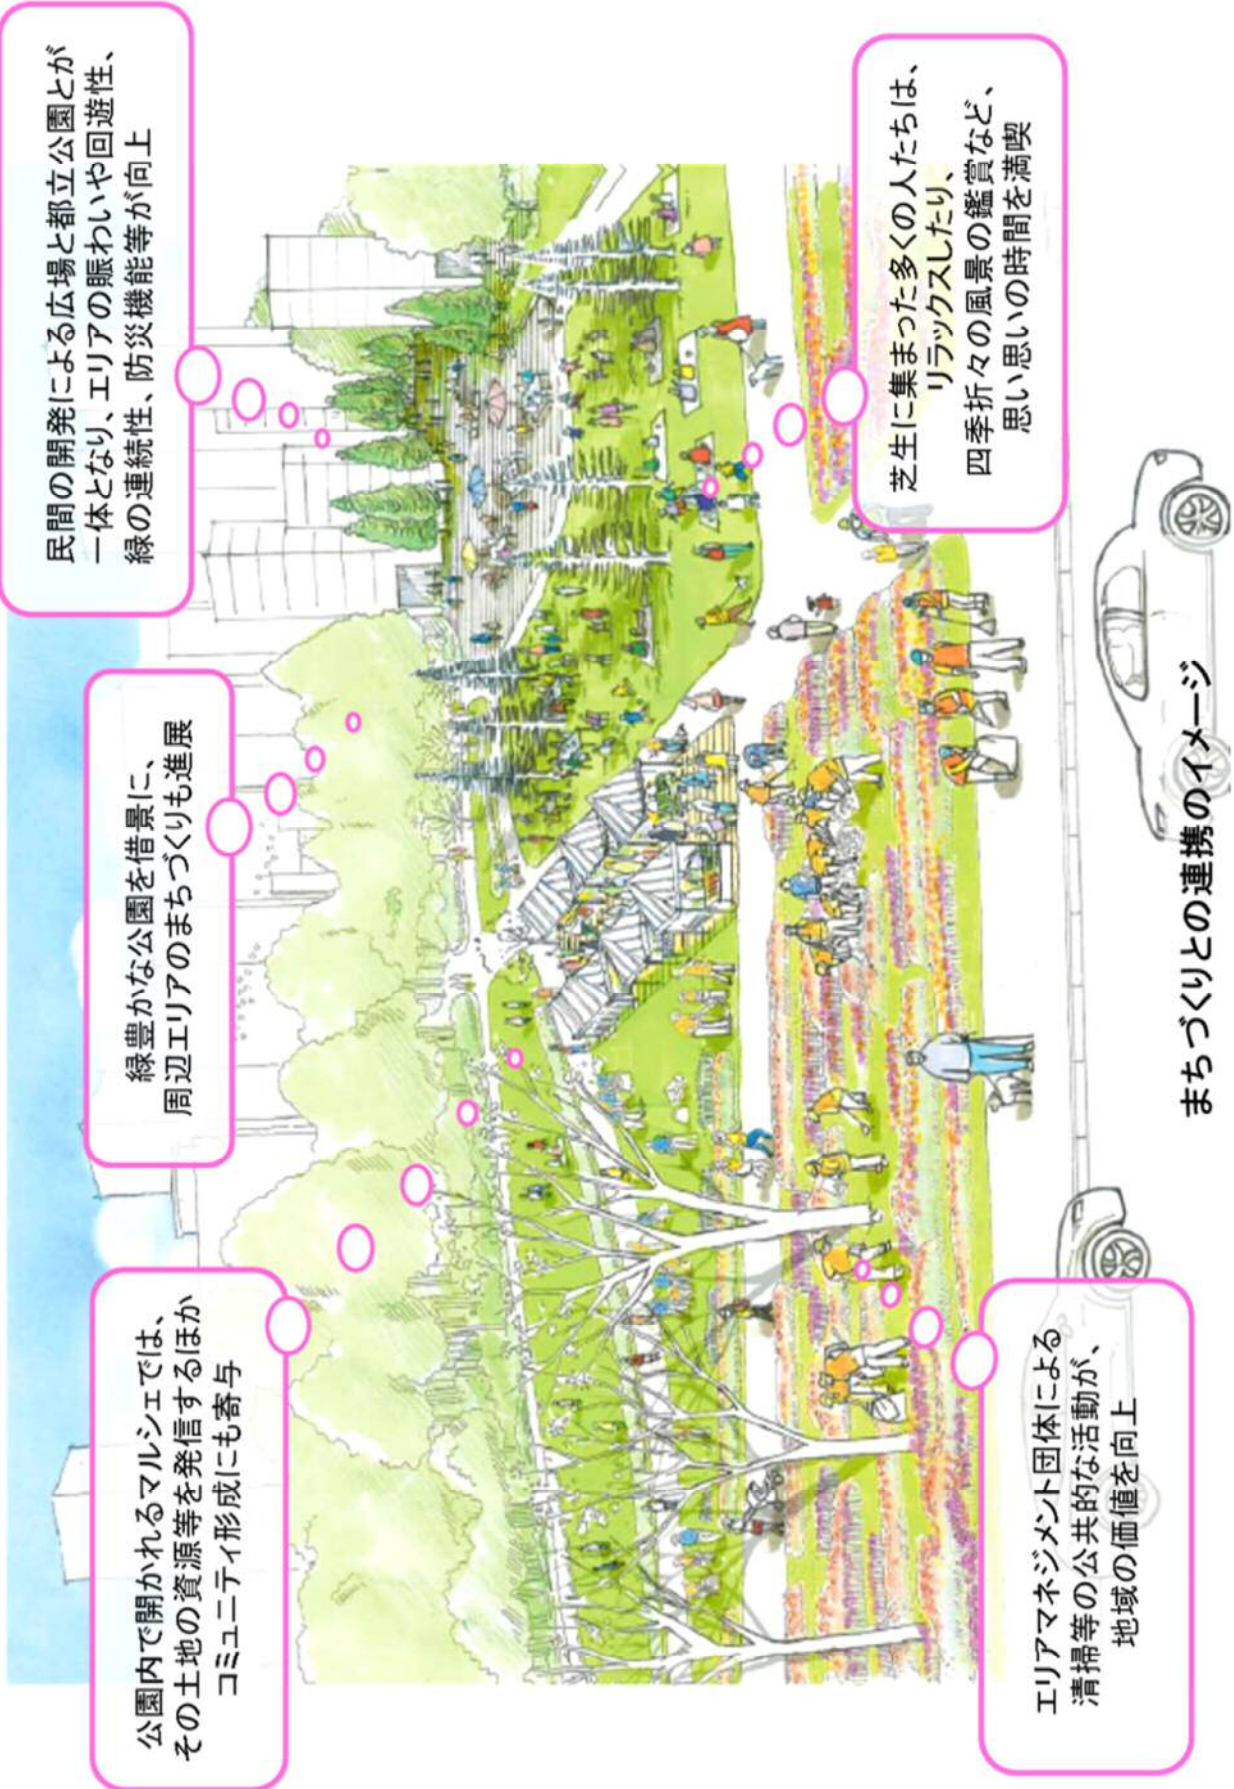 公園内で開かれるマルシェでは、
その土地の資源等を発信するほか
コミュニティ形成にも寄与
緑豊かな公園を借景に、
周辺エリアのまちづくりも進展
民間の開発による広場と都立公園とが
一体となり、エリアの賑わいや回遊性、
緑の連続性、防災機能等が向上
エリアマネジメント団体による
清掃等の公共的な活動が、
地域の価値を向上
芝生に集まった多くの人たちは、
リラックスしたり、
四季折々の風景の鑑賞など、
思い思いの時間を満喫
まちづくりとの連携のイメージ